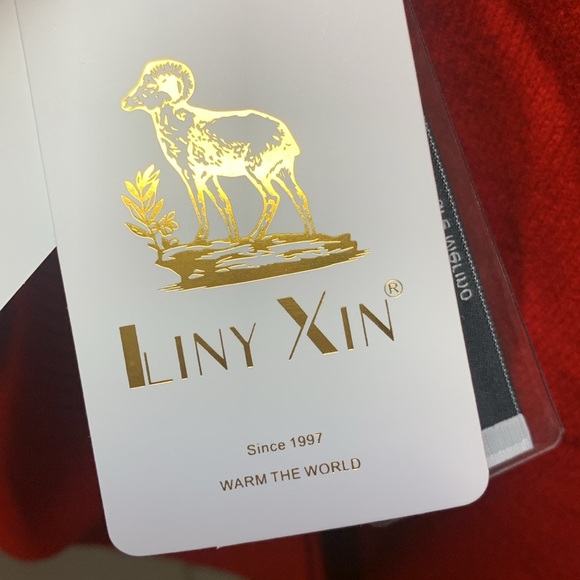 LINY XIN®
Since 1997
WARM THE WORLD